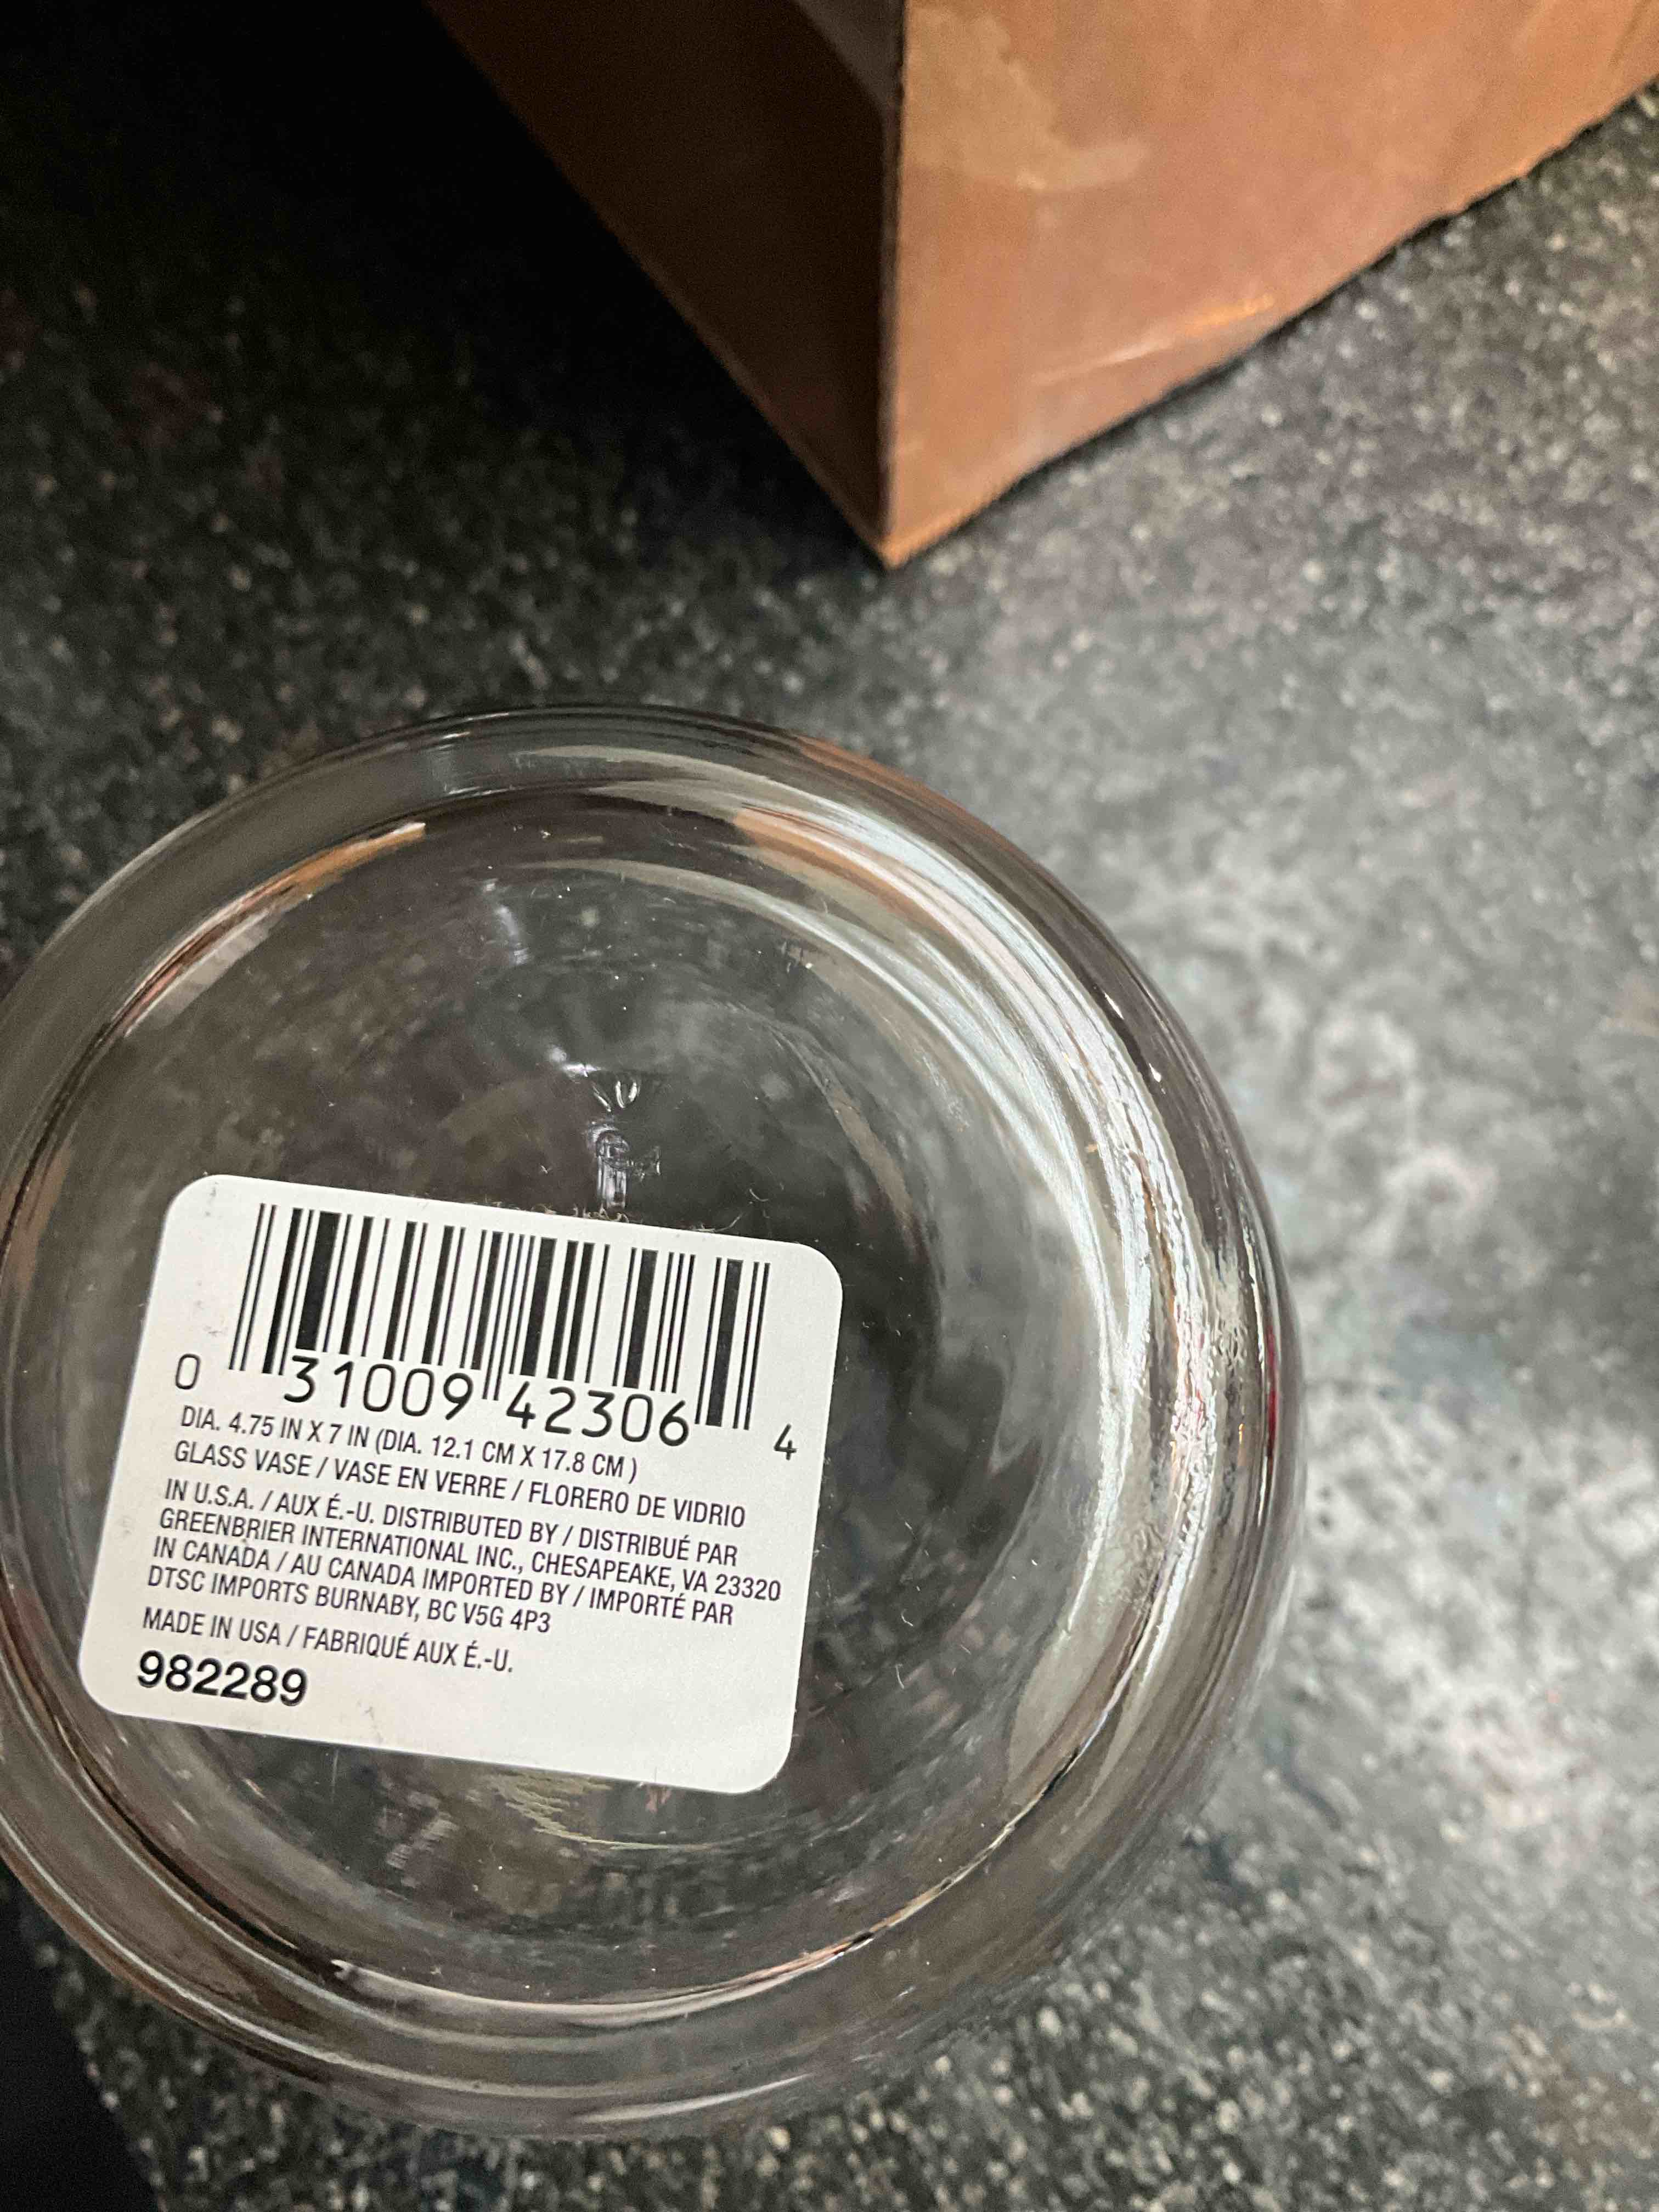 0 31009 42306 4
DIA. 4.75 IN X 7 IN (DIA. 12.1 CM X 17.8 CM )
GLASS VASE / VASE EN VERRE / FLORERO DE VIDRIO
IN U.S.A. / AUX É.-U. DISTRIBUTED BY / DISTRIBUÉ PAR
GREENBRIER INTERNATIONAL INC., CHESAPEAKE, VA 23320
IN CANADA / AU CANADA IMPORTED BY / IMPORTÉ PAR
DTSC IMPORTS BURNABY, BC V5G 4P3
MADE IN USA / FABRIQUÉ AUX É.-U.
982289